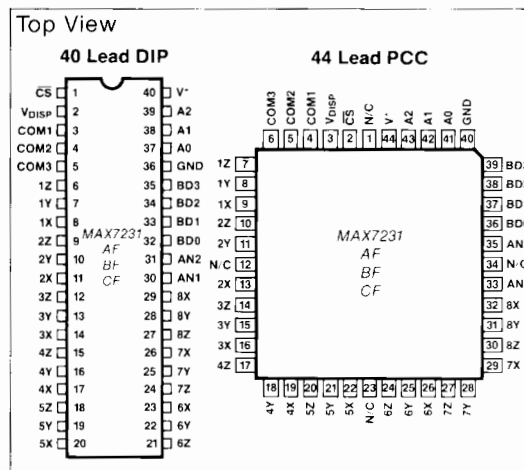 Top View
40 Lead DIP
CS 1 40 V+
VDISP 2 39 A2
COM1 3 38 A1
COM2 4 37 A0
COM3 5 36 GND
1Z 6 35 BD3
1Y 7 34 BD2
1X 8 33 BD1
2Z 9 32 BD0
2Y 10 31 AN2
2X 11 30 AN1
3Z 12 29 8X
3Y 13 28 8Y
3X 14 27 8Z
4Z 15 26 7X
4Y 16 25 7Y
4X 17 24 7Z
5Z 18 23 6X
5Y 19 22 6Y
5X 20 21 6Z
MAX7231
AF
BF
CF
44 Lead PCC
COM3 COM2 COM1 VDISP CS N/C V+ A2 A1 A0 GND
6 5 4 3 2 1 44 43 42 41 40
1Z 7 39
1Y 8 38
1X 9 37
2Z 10 36
2Y 11 35
N/C 12 34 N/C
2X 13 33
3Z 14 32 8X
3Y 15 31 8Y
3X 16 30 8Z
4Z 17 29 7X
MAX7231
AF
BF
CF
18 19 20 21 22 23 24 25 26 27 28
4Y 4X 5Z 5Y 5X N/C 6Z 6Y 6X 7Z 7Y